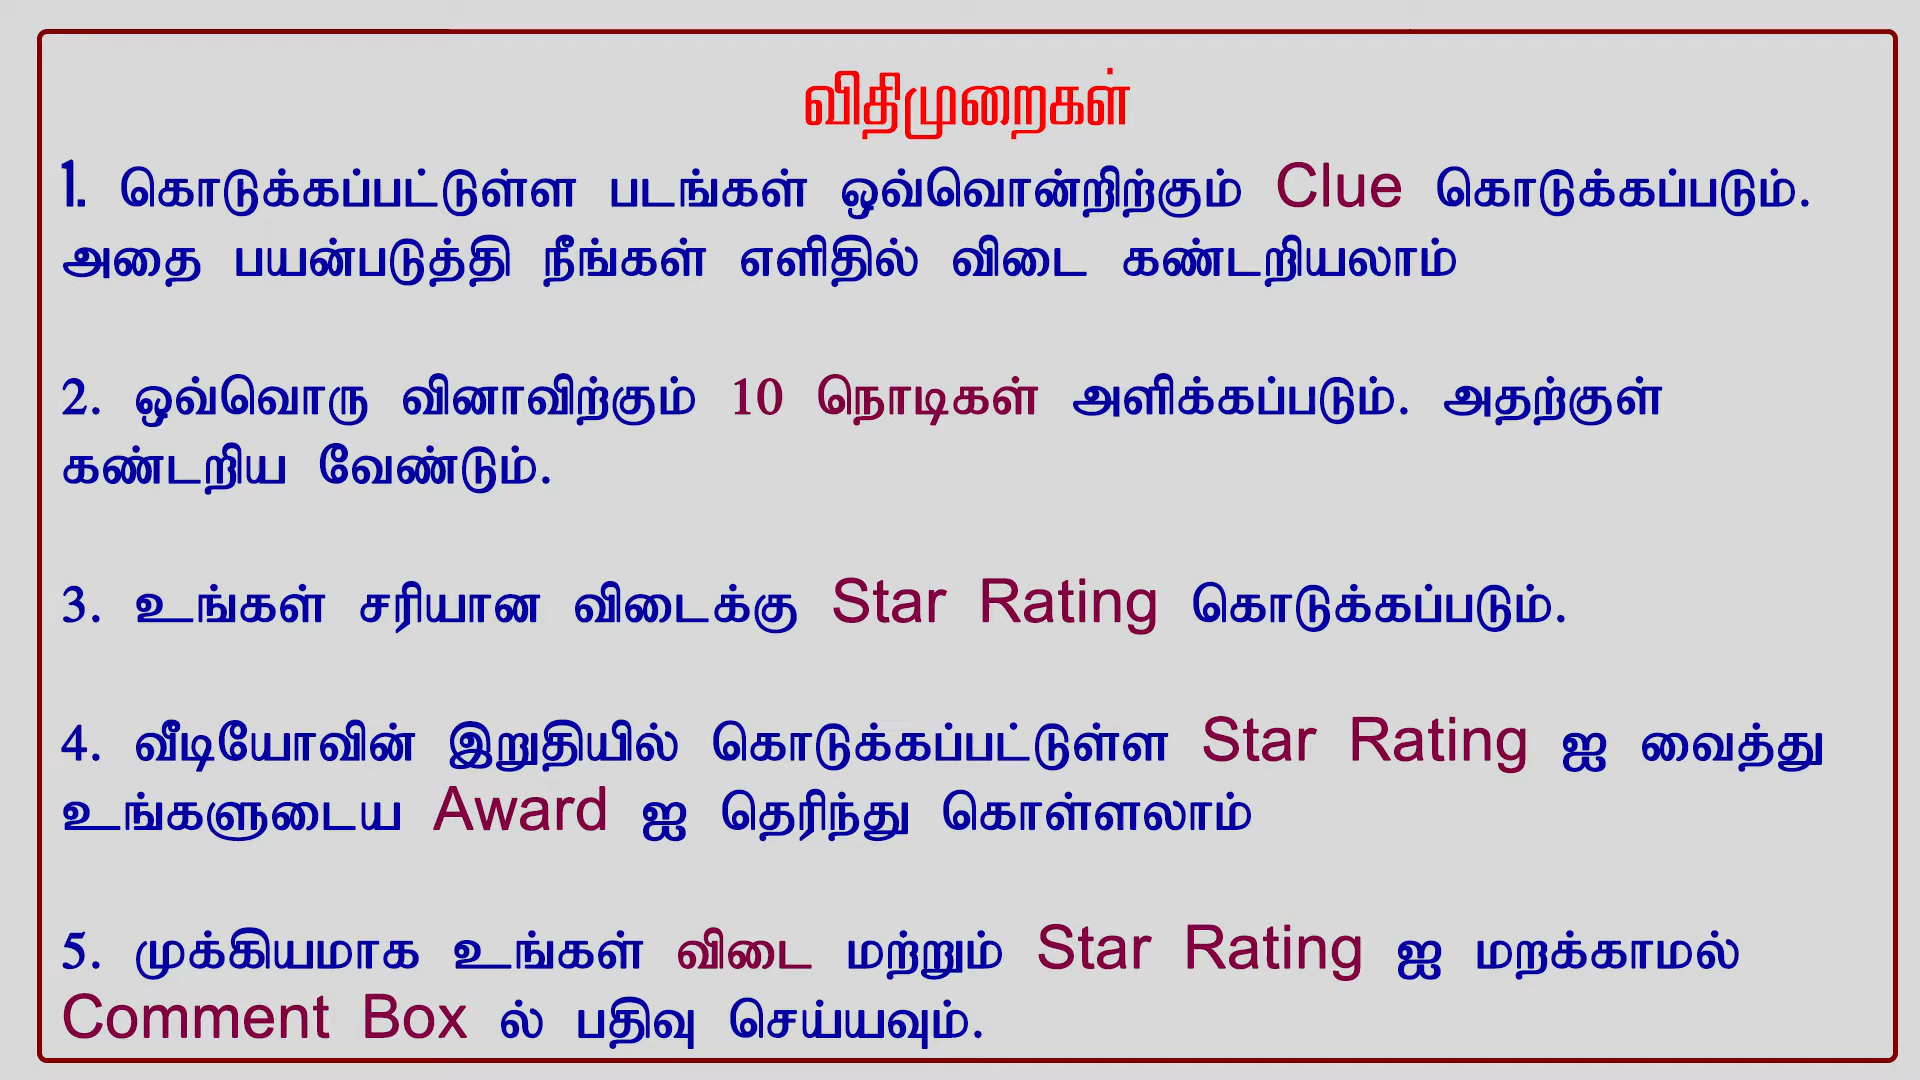 விதிமுறைகள்
1. கொடுக்கப்பட்டுள்ள படங்கள் ஒவ்வொன்றிற்கும் Clue கொடுக்கப்படும்.
அதை பயன்படுத்தி நீங்கள் எளிதில் விடை கண்டறியலாம்
2. ஒவ்வொரு வினாவிற்கும் 10 நொடிகள் அளிக்கப்படும். அதற்குள்
கண்டறிய வேண்டும்.
3. உங்கள் சரியான விடைக்கு Star Rating கொடுக்கப்படும்.
4. வீடியோவின் இறுதியில் கொடுக்கப்பட்டுள்ள Star Rating ஐ வைத்து
உங்களுடைய Award ஐ தெரிந்து கொள்ளலாம்
5. முக்கியமாக உங்கள் விடை மற்றும் Star Rating ஐ மறக்காமல்
Comment Box ல் பதிவு செய்யவும்.